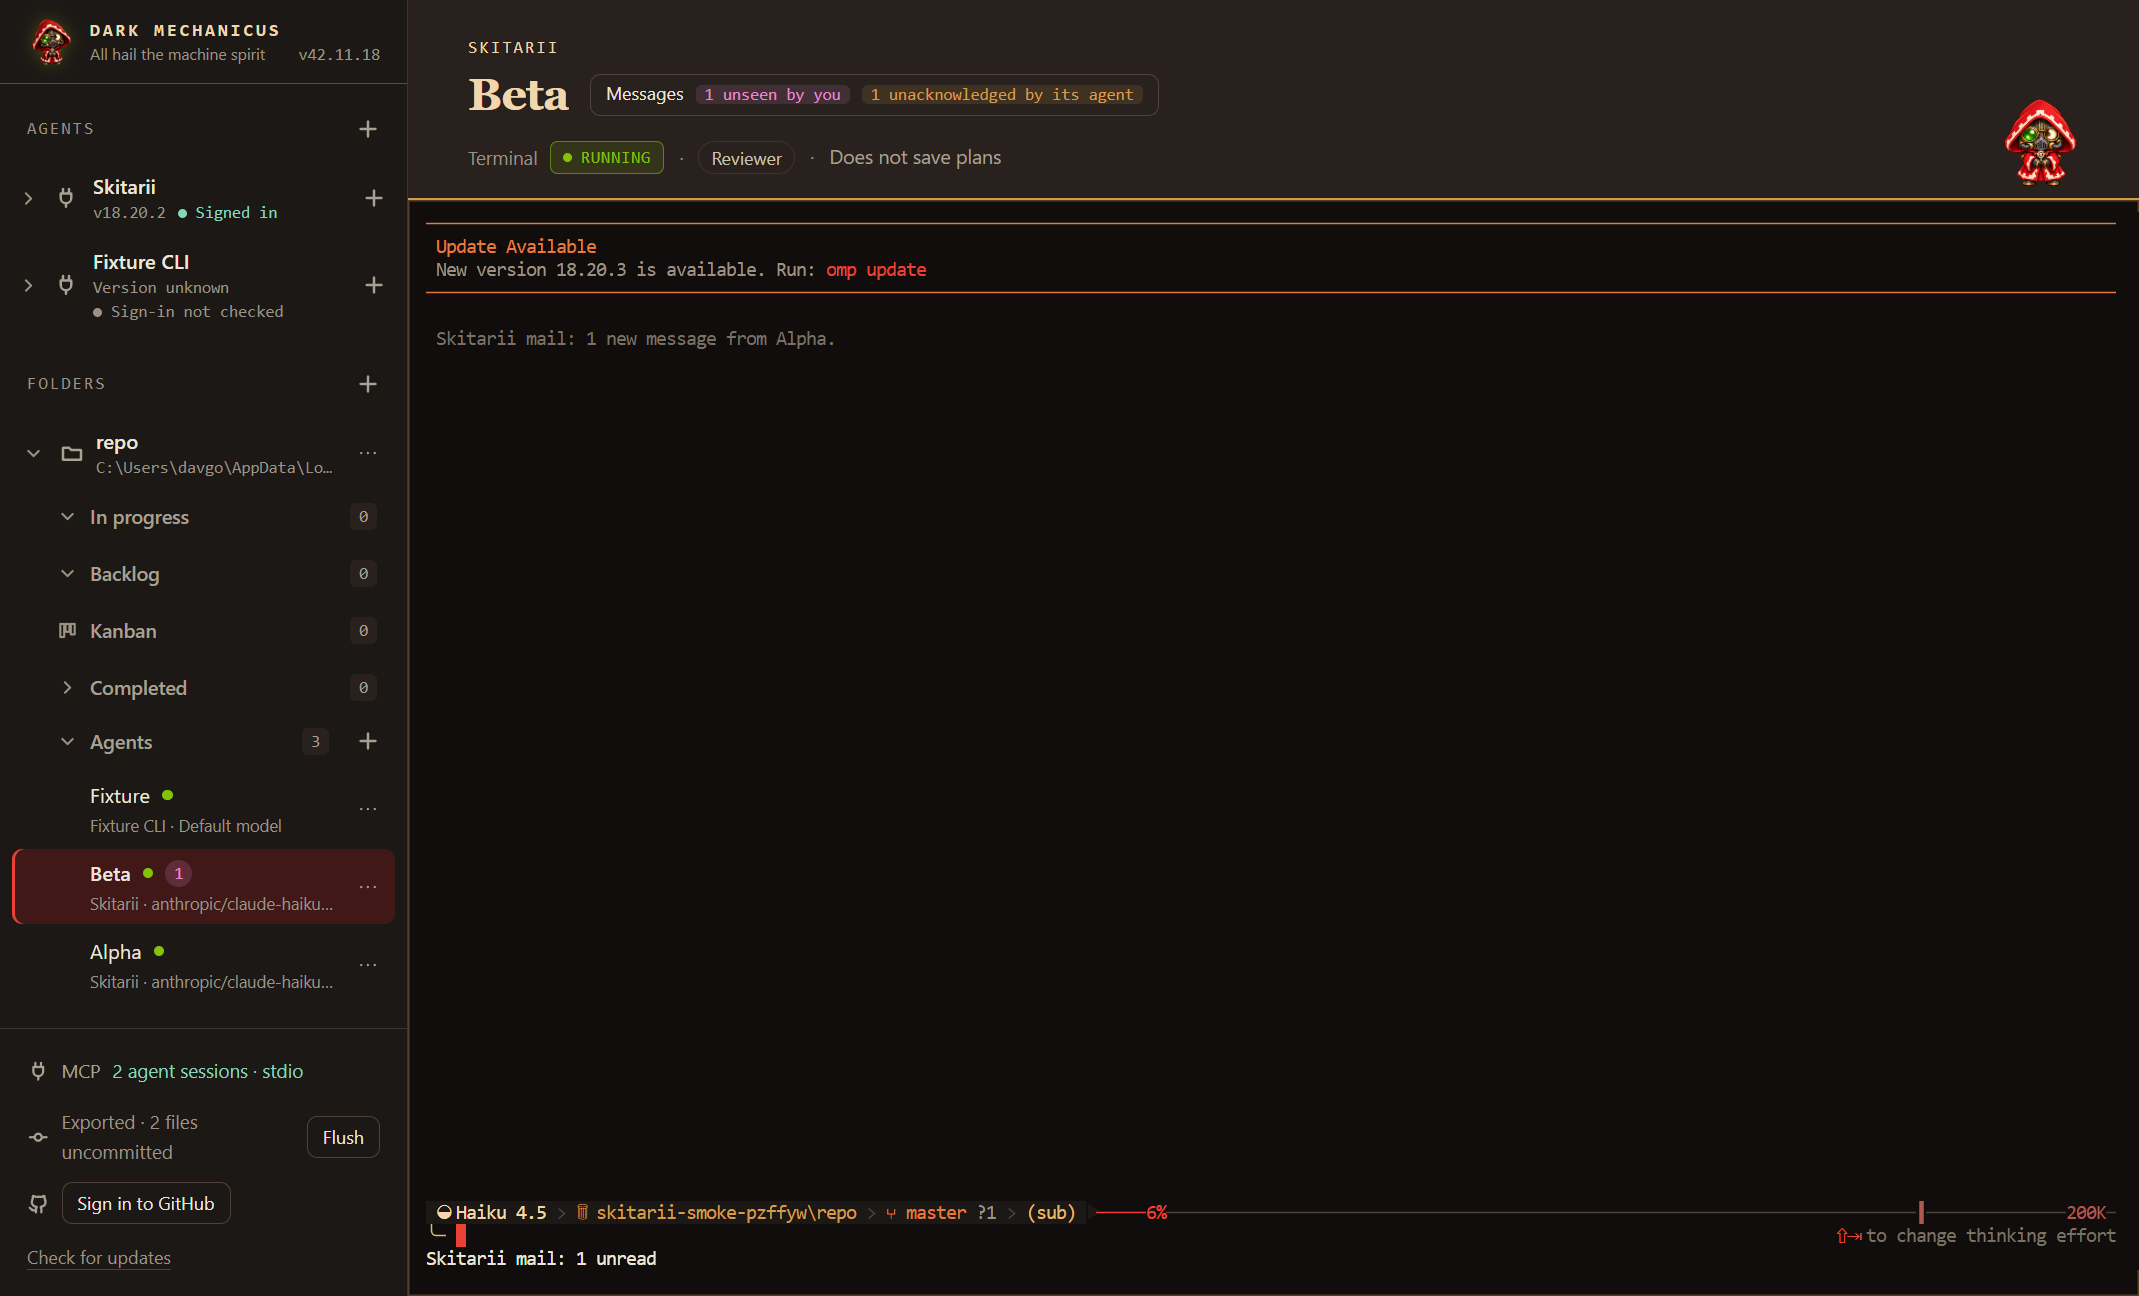 DARK MECHANICUS
All hail the machine spirit v42.11.18
AGENTS
Skitarii
v18.20.2 Signed in
Fixture CLI
Version unknown
Sign-in not checked
FOLDERS
repo
C:\Users\davgo\AppData\Lo...
In progress 0
Backlog 0
Kanban 0
Completed 0
Agents 3
Fixture
Fixture CLI · Default model
Beta 1
Skitarii · anthropic/claude-haiku...
Alpha
Skitarii · anthropic/claude-haiku...
MCP 2 agent sessions · stdio
Exported · 2 files
uncommitted
Flush
Sign in to GitHub
Check for updates
SKITARII
Beta Messages 1 unseen by you 1 unacknowledged by its agent
Terminal RUNNING · Reviewer · Does not save plans
Update Available
New version 18.20.3 is available. Run: omp update
Skitarii mail: 1 new message from Alpha.
Haiku 4.5 > skitarii-smoke-pzffyw\repo > master ?1 > (sub) 6% 200K
to change thinking effort
Skitarii mail: 1 unread